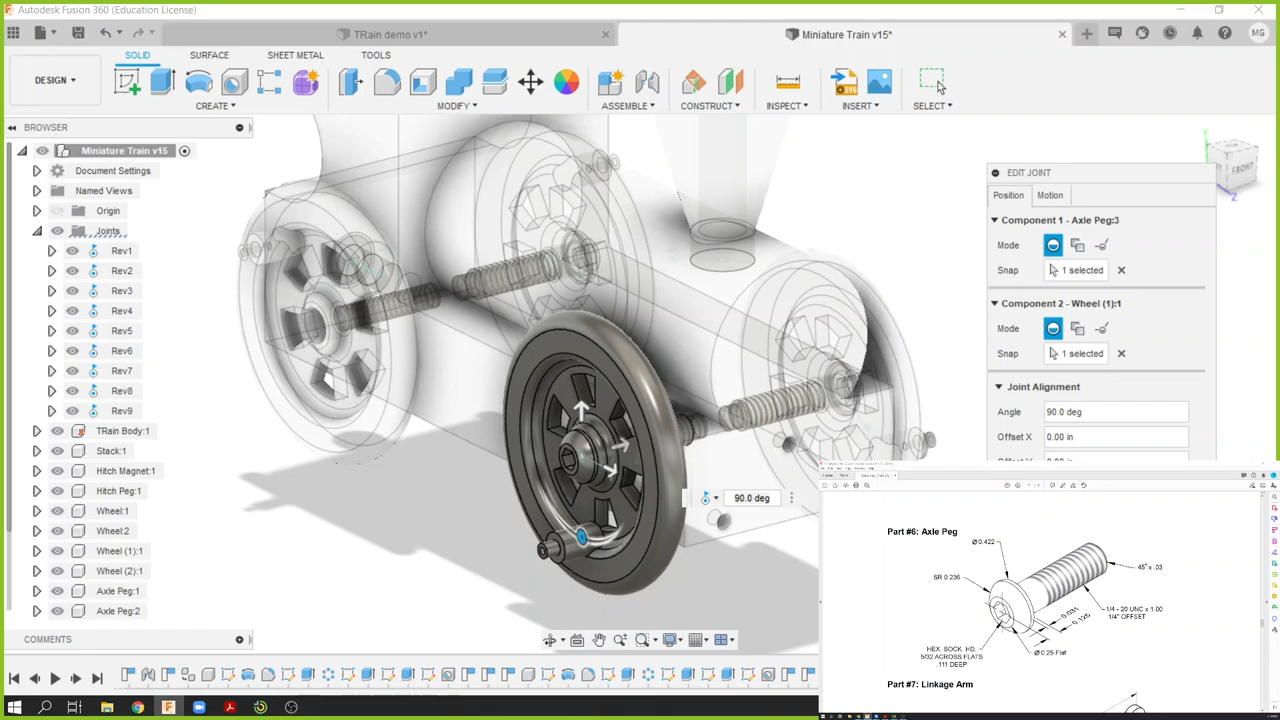 Autodesk Fusion 360 (Education License)
TRain demo v1*
Miniature Train v15*
MG
DESIGN
SOLID
SURFACE
SHEET METAL
TOOLS
CREATE
MODIFY
ASSEMBLE
CONSTRUCT
INSPECT
INSERT
SELECT
BROWSER
Miniature Train v15
Document Settings
Named Views
Origin
Joints
Rev1
Rev2
Rev3
Rev4
Rev5
Rev6
Rev7
Rev8
Rev9
TRain Body:1
Stack:1
Hitch Magnet:1
Hitch Peg:1
Wheel:1
Wheel:2
Wheel (1):1
Wheel (2):1
Axle Peg:1
Axle Peg:2
COMMENTS
FRONT
Z
EDIT JOINT
Position
Motion
Component 1 - Axle Peg:3
Mode
Snap
1 selected
Component 2 - Wheel (1):1
Mode
Snap
1 selected
Joint Alignment
Angle
90.0 deg
Offset X
0.00 in
90.0 deg
Part #6: Axle Peg
Ø 0.422
SR 0.236
45° x .03
0.031
0.125
1/4 - 20 UNC x 1.00
1/4" OFFSET
Ø 0.25 Flat
HEX. SOCK. HD.
5/32 ACROSS FLATS
.111 DEEP
Part #7: Linkage Arm